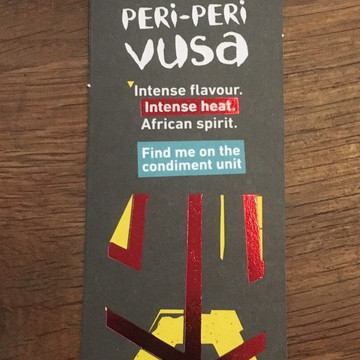 PERi-PERi
vusa
Intense flavour.
Intense heat.
African spirit.
Find me on the
condiment unit